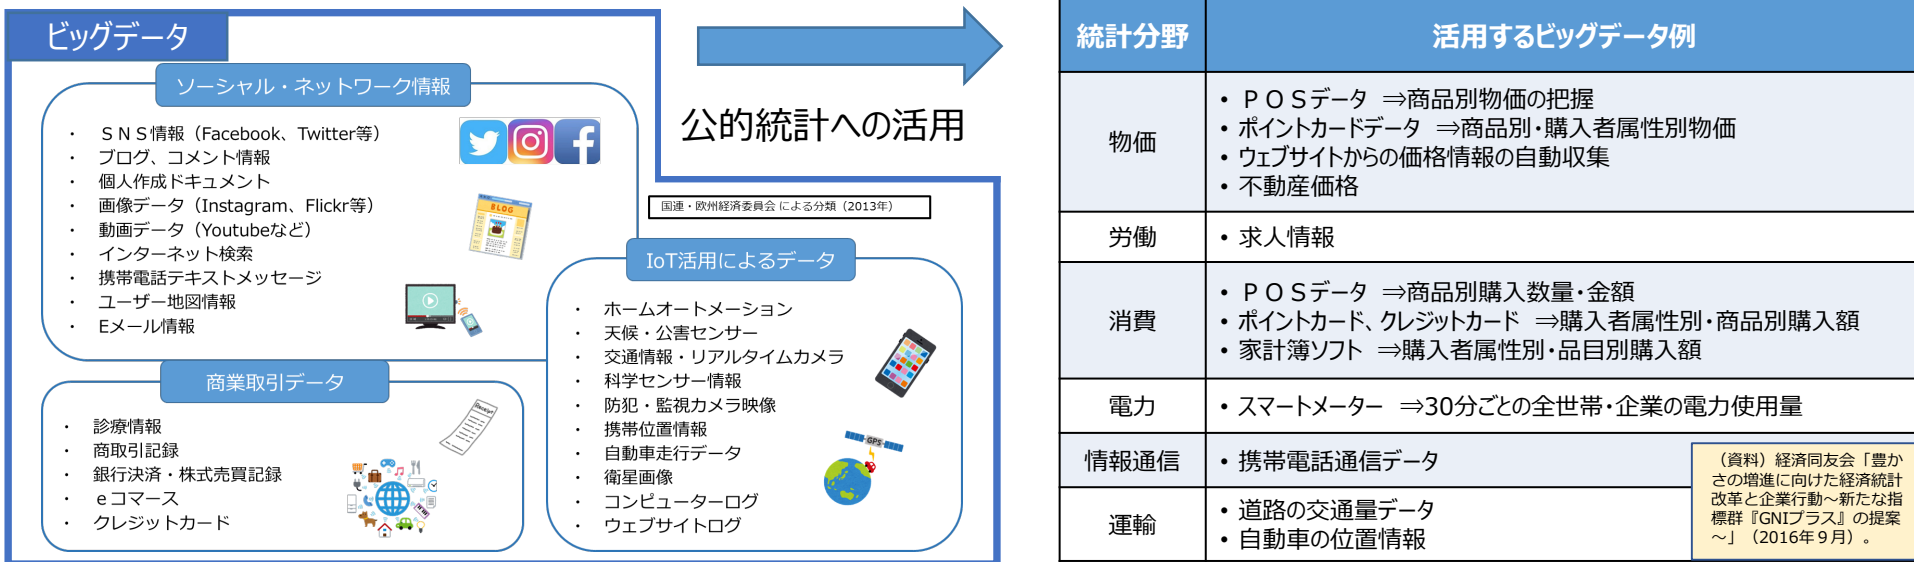 ビッグデータ
ソーシャル・ネットワーク情報
・ ＳＮＳ情報（Facebook、Twitter等）
・ ブログ、コメント情報
・ 個人作成ドキュメント
・ 画像データ（Instagram、Flickr等）
・ 動画データ（Youtubeなど）
・ インターネット検索
・ 携帯電話テキストメッセージ
・ ユーザー地図情報
・ Eメール情報
BLOG
商業取引データ
・ 診療情報
・ 商取引記録
・ 銀行決済・株式売買記録
・ ｅコマース
・ クレジットカード
Receipt
公的統計への活用
国連・欧州経済委員会 による分類（2013年）
IoT活用によるデータ
・ ホームオートメーション
・ 天候・公害センサー
・ 交通情報・リアルタイムカメラ
・ 科学センサー情報
・ 防犯・監視カメラ映像
・ 携帯位置情報
・ 自動車走行データ
・ 衛星画像
・ コンピューターログ
・ ウェブサイトログ
GPS
統計分野 活用するビッグデータ例
物価
• ＰＯＳデータ ⇒商品別物価の把握
• ポイントカードデータ ⇒商品別・購入者属性別物価
• ウェブサイトからの価格情報の自動収集
• 不動産価格
労働 • 求人情報
消費
• ＰＯＳデータ ⇒商品別購入数量・金額
• ポイントカード、クレジットカード ⇒購入者属性別・商品別購入額
• 家計簿ソフト ⇒購入者属性別・品目別購入額
電力 • スマートメーター ⇒30分ごとの全世帯・企業の電力使用量
情報通信 • 携帯電話通信データ
運輸
• 道路の交通量データ
• 自動車の位置情報
（資料）経済同友会「豊か
さの増進に向けた経済統計
改革と企業行動～新たな指
標群『GNIプラス』の提案
～」（2016年９月）。